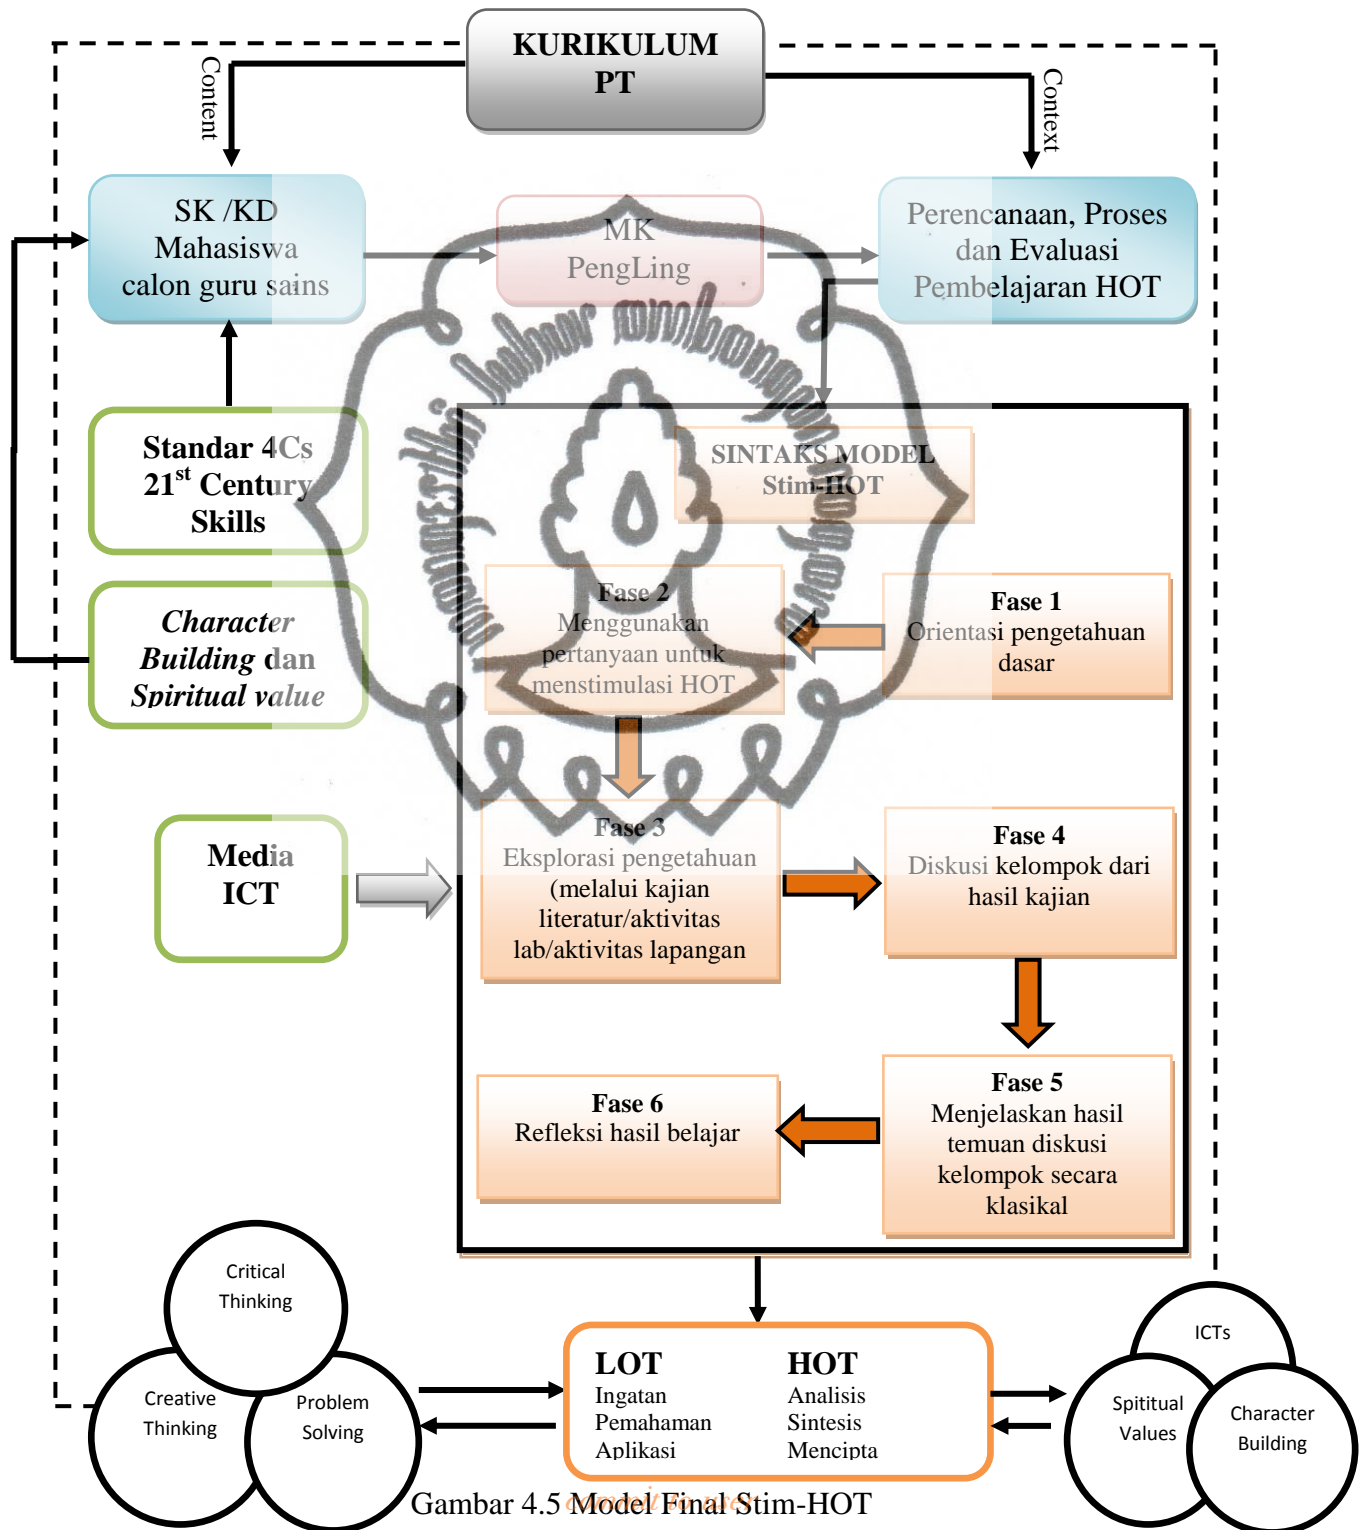 KURIKULUM
PT
Content
Context
SK /KD
Mahasiswa
calon guru sains
MK
PengLing
Perencanaan, Proses
dan Evaluasi
Pembelajaran HOT
Standar 4Cs
21st Century
Skills
Character
Building dan
Spiritual value
Media
ICT
SINTAKS MODEL
Stim-HOT
Fase 1
Orientasi pengetahuan
dasar
Fase 2
Menggunakan
pertanyaan untuk
menstimulasi HOT
Fase 3
Eksplorasi pengetahuan
(melalui kajian
literatur/aktivitas
lab/aktivitas lapangan
Fase 4
Diskusi kelompok dari
hasil kajian
Fase 5
Menjelaskan hasil
temuan diskusi
kelompok secara
klasikal
Fase 6
Refleksi hasil belajar
Critical
Thinking
Creative
Thinking
Problem
Solving
LOT
Ingatan
Pemahaman
Aplikasi
HOT
Analisis
Sintesis
Mencipta
ICTs
Spititual
Values
Character
Building
commit to user
Gambar 4.5 Model Final Stim-HOT